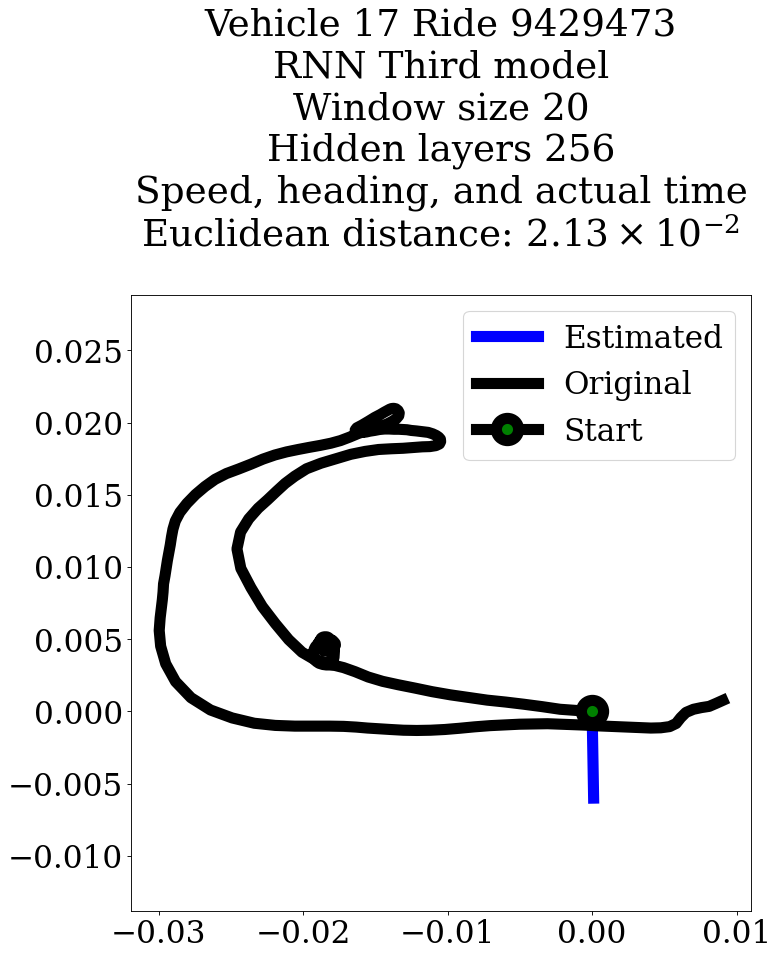 Vehicle 17 Ride 9429473
RNN Third model
Window size 20
Hidden layers 256
Speed, heading, and actual time
Euclidean distance: 2.13 × 10⁻²
Estimated
Original
Start
0.025
0.020
0.015
0.010
0.005
0.000
−0.005
−0.010
−0.03 −0.02 −0.01 0.00 0.01